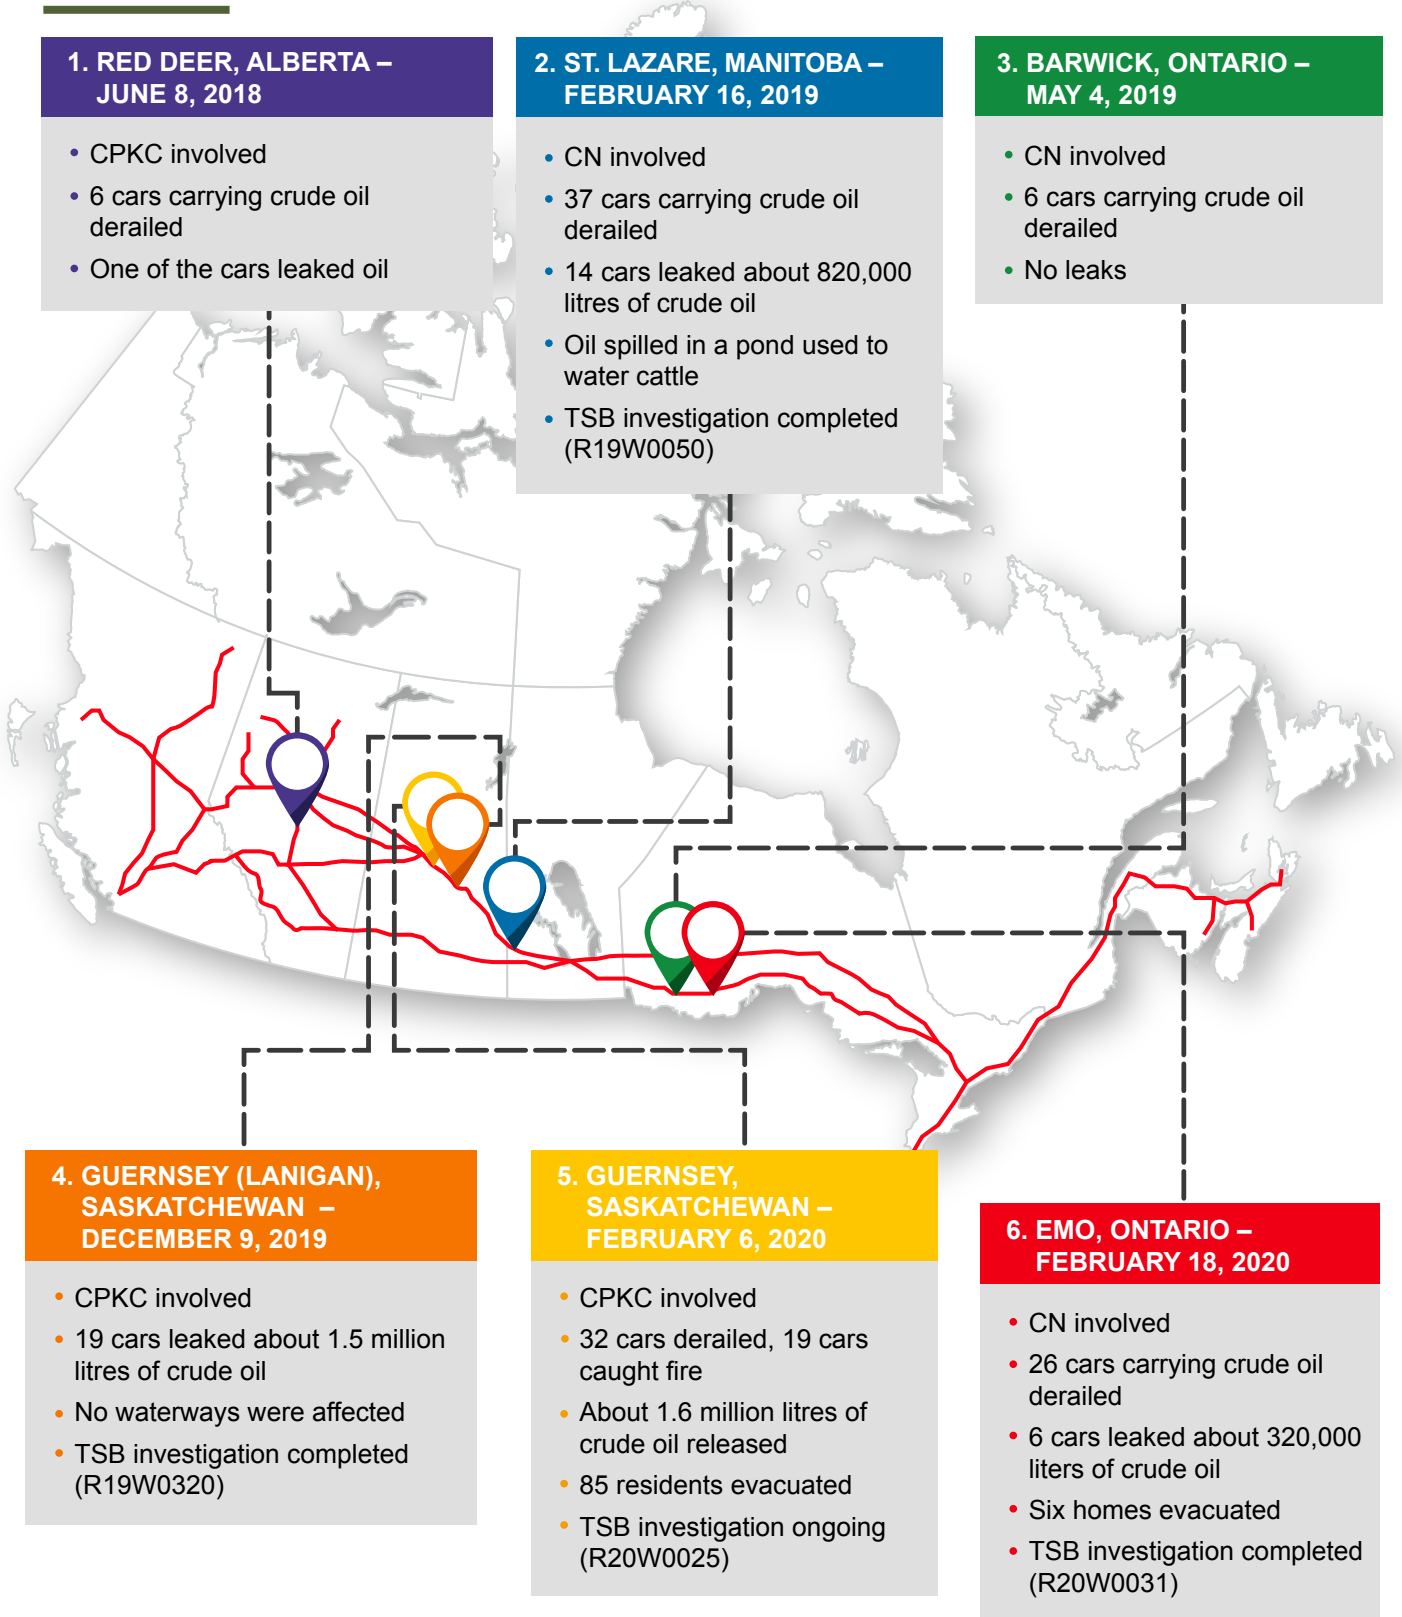 1. RED DEER, ALBERTA –
JUNE 8, 2018
• CPKC involved
• 6 cars carrying crude oil
derailed
• One of the cars leaked oil
2. ST. LAZARE, MANITOBA –
FEBRUARY 16, 2019
• CN involved
• 37 cars carrying crude oil
derailed
• 14 cars leaked about 820,000
litres of crude oil
• Oil spilled in a pond used to
water cattle
• TSB investigation completed
(R19W0050)
3. BARWICK, ONTARIO –
MAY 4, 2019
• CN involved
• 6 cars carrying crude oil
derailed
• No leaks
4. GUERNSEY (LANIGAN),
SASKATCHEWAN –
DECEMBER 9, 2019
• CPKC involved
• 19 cars leaked about 1.5 million
litres of crude oil
• No waterways were affected
• TSB investigation completed
(R19W0320)
5. GUERNSEY,
SASKATCHEWAN –
FEBRUARY 6, 2020
• CPKC involved
• 32 cars derailed, 19 cars
caught fire
• About 1.6 million litres of
crude oil released
• 85 residents evacuated
• TSB investigation ongoing
(R20W0025)
6. EMO, ONTARIO –
FEBRUARY 18, 2020
• CN involved
• 26 cars carrying crude oil
derailed
• 6 cars leaked about 320,000
liters of crude oil
• Six homes evacuated
• TSB investigation completed
(R20W0031)